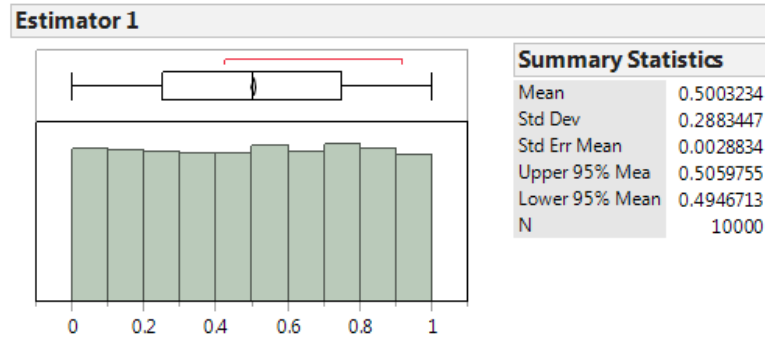 Estimator 1
Summary Statistics
Mean 0.5003234
Std Dev 0.2883447
Std Err Mean 0.0028834
Upper 95% Mea 0.5059755
Lower 95% Mean 0.4946713
N 10000
0 0.2 0.4 0.6 0.8 1